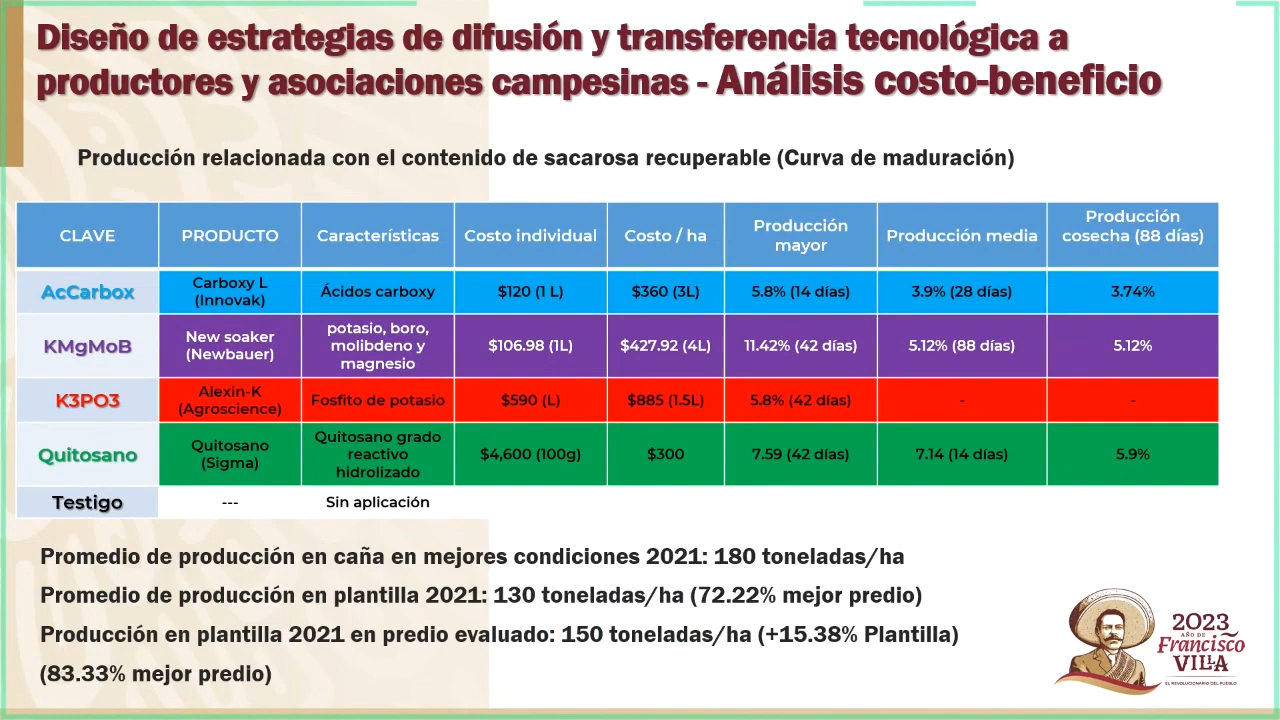 Diseño de estrategias de difusión y transferencia tecnológica a
productores y asociaciones campesinas - Análisis costo-beneficio
Producción relacionada con el contenido de sacarosa recuperable (Curva de maduración)
CLAVE
PRODUCTO
Características
Costo individual
Costo / ha
Producción
mayor
Producción media
Producción
cosecha (88 días)
AcCarbox
Carboxy L
(Innovak)
Ácidos carboxy
$120 (1 L)
$360 (3L)
5.8% (14 días)
3.9% (28 días)
3.74%
KMgMoB
New soaker
(Newbauer)
potasio, boro,
molibdeno y
magnesio
$106.98 (1L)
$427.92 (4L)
11.42% (42 días)
5.12% (88 días)
5.12%
K3PO3
Alexin-K
(Agroscience)
Fosfito de potasio
$590 (L)
$885 (1.5L)
5.8% (42 días)
-
-
Quitosano
Quitosano
(Sigma)
Quitosano grado
reactivo
hidrolizado
$4,600 (100g)
$300
7.59 (42 días)
7.14 (14 días)
5.9%
Testigo
---
Sin aplicación
Promedio de producción en caña en mejores condiciones 2021: 180 toneladas/ha
Promedio de producción en plantilla 2021: 130 toneladas/ha (72.22% mejor predio)
Producción en plantilla 2021 en predio evaluado: 150 toneladas/ha (+15.38% Plantilla)
(83.33% mejor predio)
2023
AÑO DE
Francisco
VILLA
EL REVOLUCIONARIO DEL PUEBLO